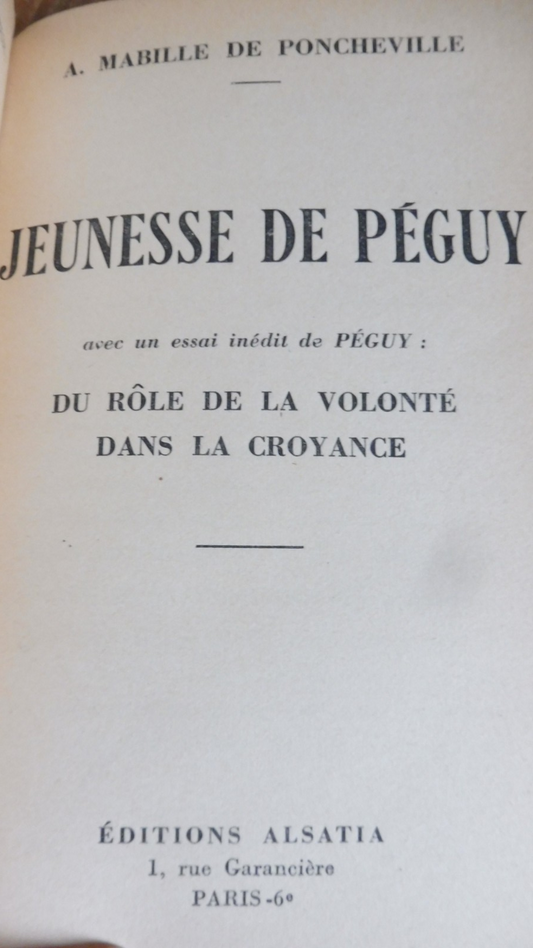 A. MABILLE DE PONCHEVILLE
JEUNESSE DE PÉGUY
avec un essai inédit de PÉGUY :
DU RÔLE DE LA VOLONTÉ
DANS LA CROYANCE
ÉDITIONS ALSATIA
1, rue Garancière
PARIS-6e